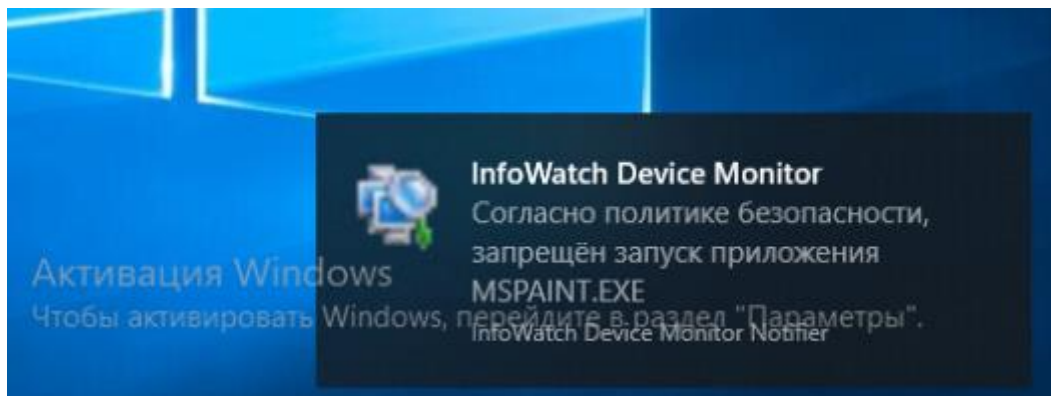 InfoWatch Device Monitor
Согласно политике безопасности,
запрещён запуск приложения
MSPAINT.EXE
InfoWatch Device Monitor Notifier
Активация Windows
Чтобы активировать Windows, перейдите в раздел "Параметры".